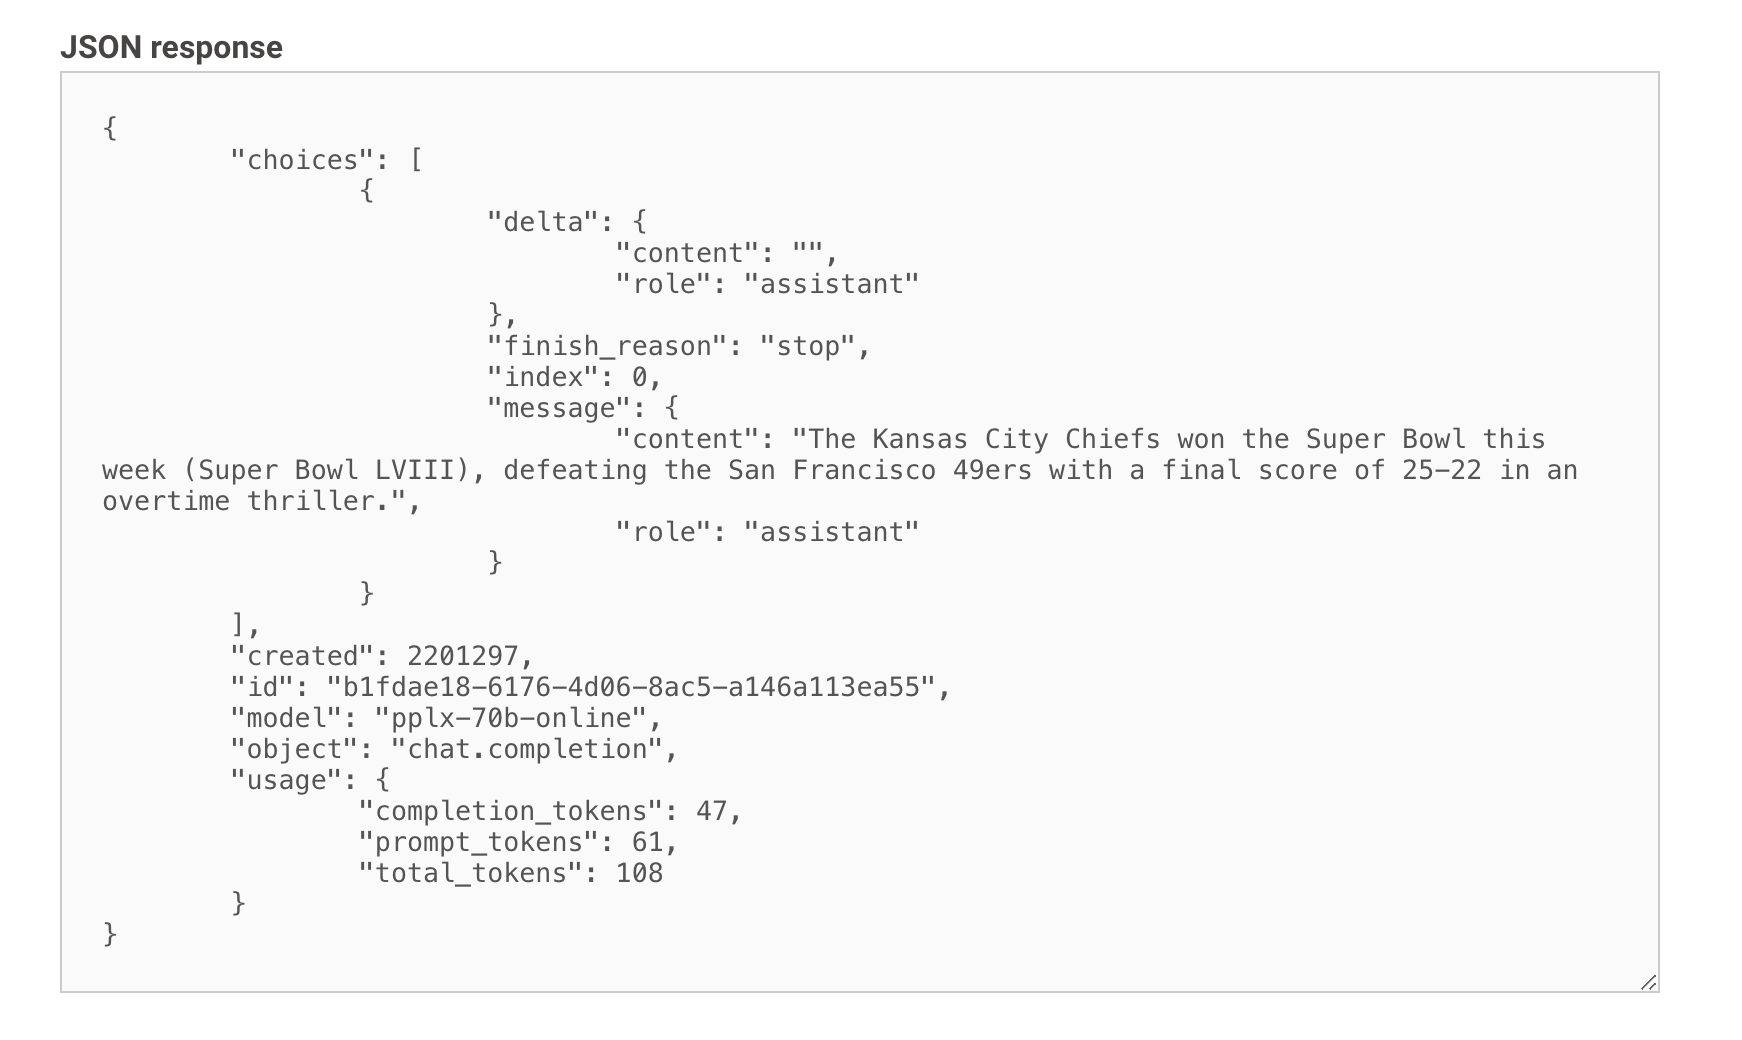 JSON response
{
"choices": [
{
"delta": {
"content": "",
"role": "assistant"
},
"finish_reason": "stop",
"index": 0,
"message": {
"content": "The Kansas City Chiefs won the Super Bowl this
week (Super Bowl LVIII), defeating the San Francisco 49ers with a final score of 25–22 in an
overtime thriller.",
"role": "assistant"
}
}
],
"created": 2201297,
"id": "b1fdae18-6176-4d06-8ac5-a146a113ea55",
"model": "pplx-70b-online",
"object": "chat.completion",
"usage": {
"completion_tokens": 47,
"prompt_tokens": 61,
"total_tokens": 108
}
}